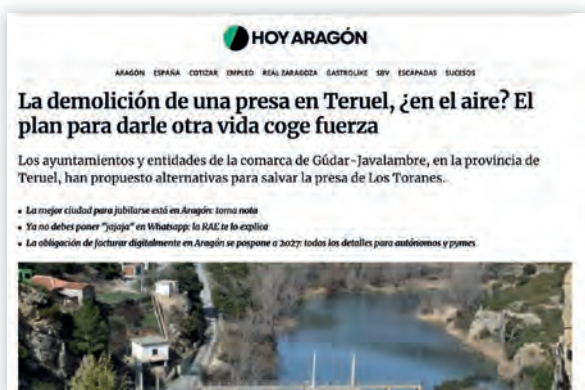 HOY ARAGÓN
ARAGÓN ESPAÑA COTIZAR EMPLEO REAL ZARAGOZA GASTROLIKE SBV ESCAPADAS SUCESOS
La demolición de una presa en Teruel, ¿en el aire? El
plan para darle otra vida coge fuerza
Los ayuntamientos y entidades de la comarca de Gúdar-Javalambre, en la provincia de
Teruel, han propuesto alternativas para salvar la presa de Los Toranes.
• La mejor ciudad para jubilarse está en Aragón: toma nota
• Ya no debes poner "jajaja" en Whatsapp: la RAE te lo explica
• La obligación de facturar digitalmente en Aragón se pospone a 2027: todos los detalles para autónomos y pymes